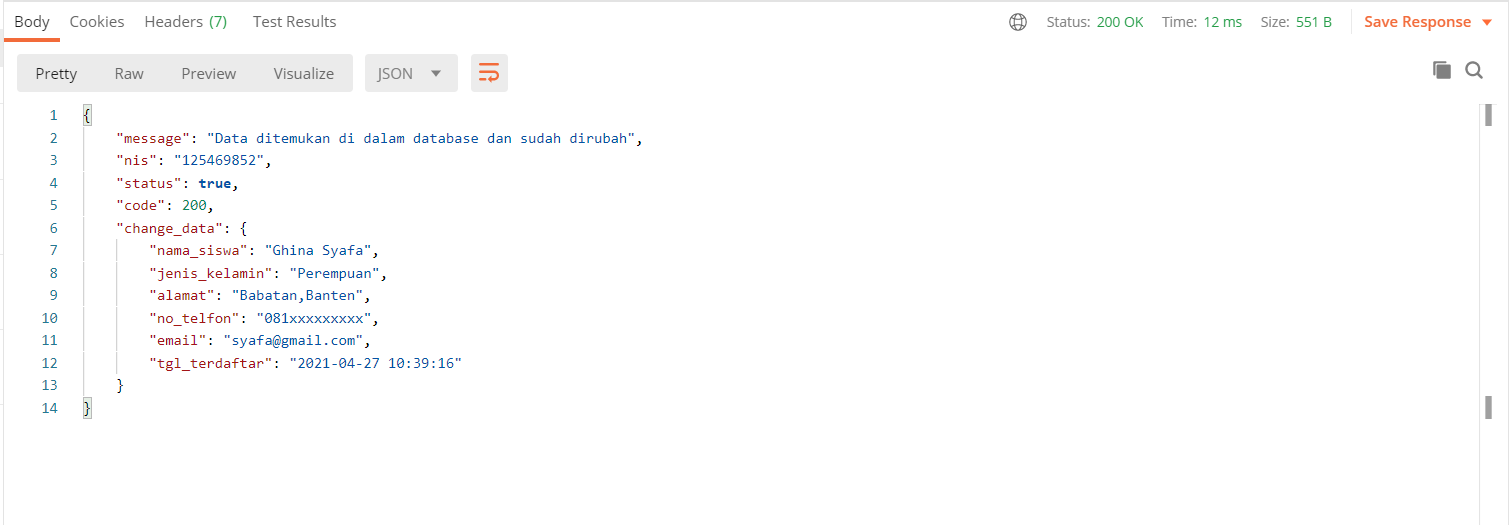 Body Cookies Headers (7) Test Results Status: 200 OK Time: 12 ms Size: 551 B Save Response
Pretty Raw Preview Visualize JSON
1 {
2 "message": "Data ditemukan di dalam database dan sudah dirubah",
3 "nis": "125469852",
4 "status": true,
5 "code": 200,
6 "change_data": {
7 "nama_siswa": "Ghina Syafa",
8 "jenis_kelamin": "Perempuan",
9 "alamat": "Babatan,Banten",
10 "no_telfon": "081xxxxxxxxx",
11 "email": "syafa@gmail.com",
12 "tgl_terdaftar": "2021-04-27 10:39:16"
13 }
14 }